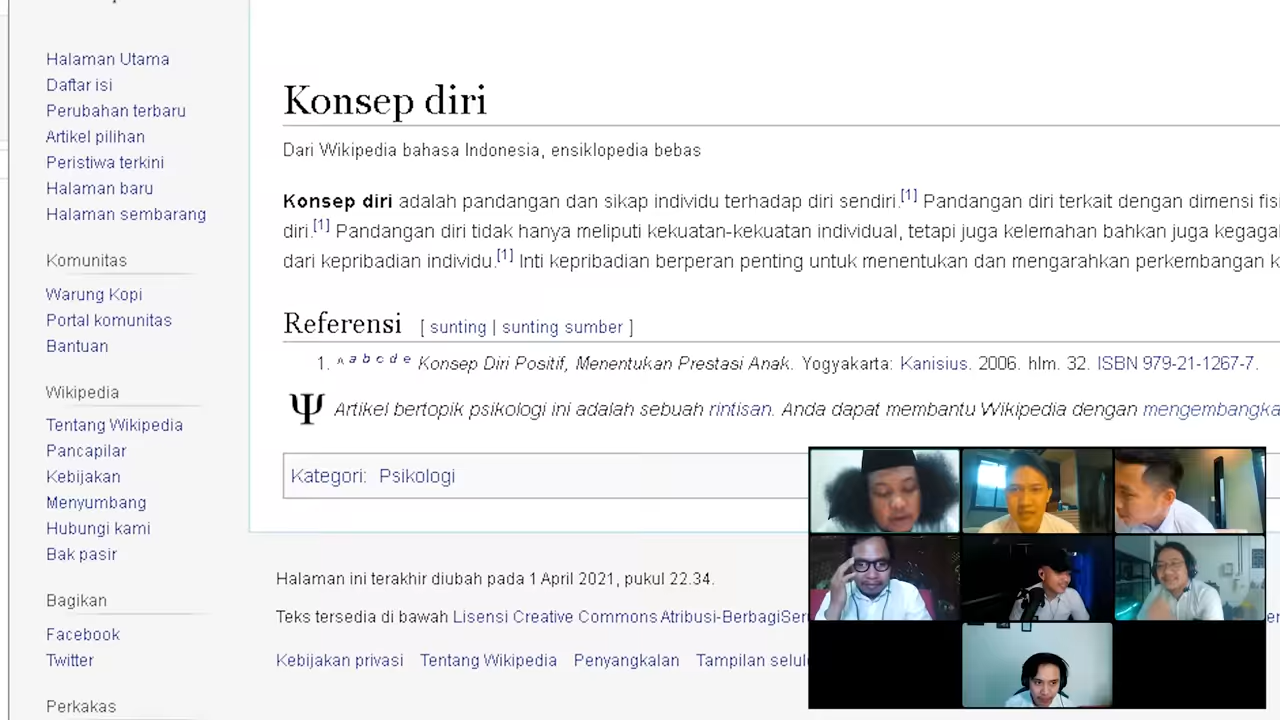 Halaman Utama
Daftar isi
Perubahan terbaru
Artikel pilihan
Peristiwa terkini
Halaman baru
Halaman sembarang
Komunitas
Warung Kopi
Portal komunitas
Bantuan
Wikipedia
Tentang Wikipedia
Pancapilar
Kebijakan
Menyumbang
Hubungi kami
Bak pasir
Bagikan
Facebook
Twitter
Perkakas
Konsep diri
Dari Wikipedia bahasa Indonesia, ensiklopedia bebas
Konsep diri adalah pandangan dan sikap individu terhadap diri sendiri.[1] Pandangan diri terkait dengan dimensi fis
diri.[1] Pandangan diri tidak hanya meliputi kekuatan-kekuatan individual, tetapi juga kelemahan bahkan juga kegaga
dari kepribadian individu.[1] Inti kepribadian berperan penting untuk menentukan dan mengarahkan perkembangan k
Referensi [ sunting | sunting sumber ]
1. ^ a b c d e Konsep Diri Positif, Menentukan Prestasi Anak. Yogyakarta: Kanisius. 2006. hlm. 32. ISBN 979-21-1267-7.
Ψ Artikel bertopik psikologi ini adalah sebuah rintisan. Anda dapat membantu Wikipedia dengan mengembangka
Kategori: Psikologi
Halaman ini terakhir diubah pada 1 April 2021, pukul 22.34.
Teks tersedia di bawah Lisensi Creative Commons Atribusi-BerbagiSer
Kebijakan privasi Tentang Wikipedia Penyangkalan Tampilan selul